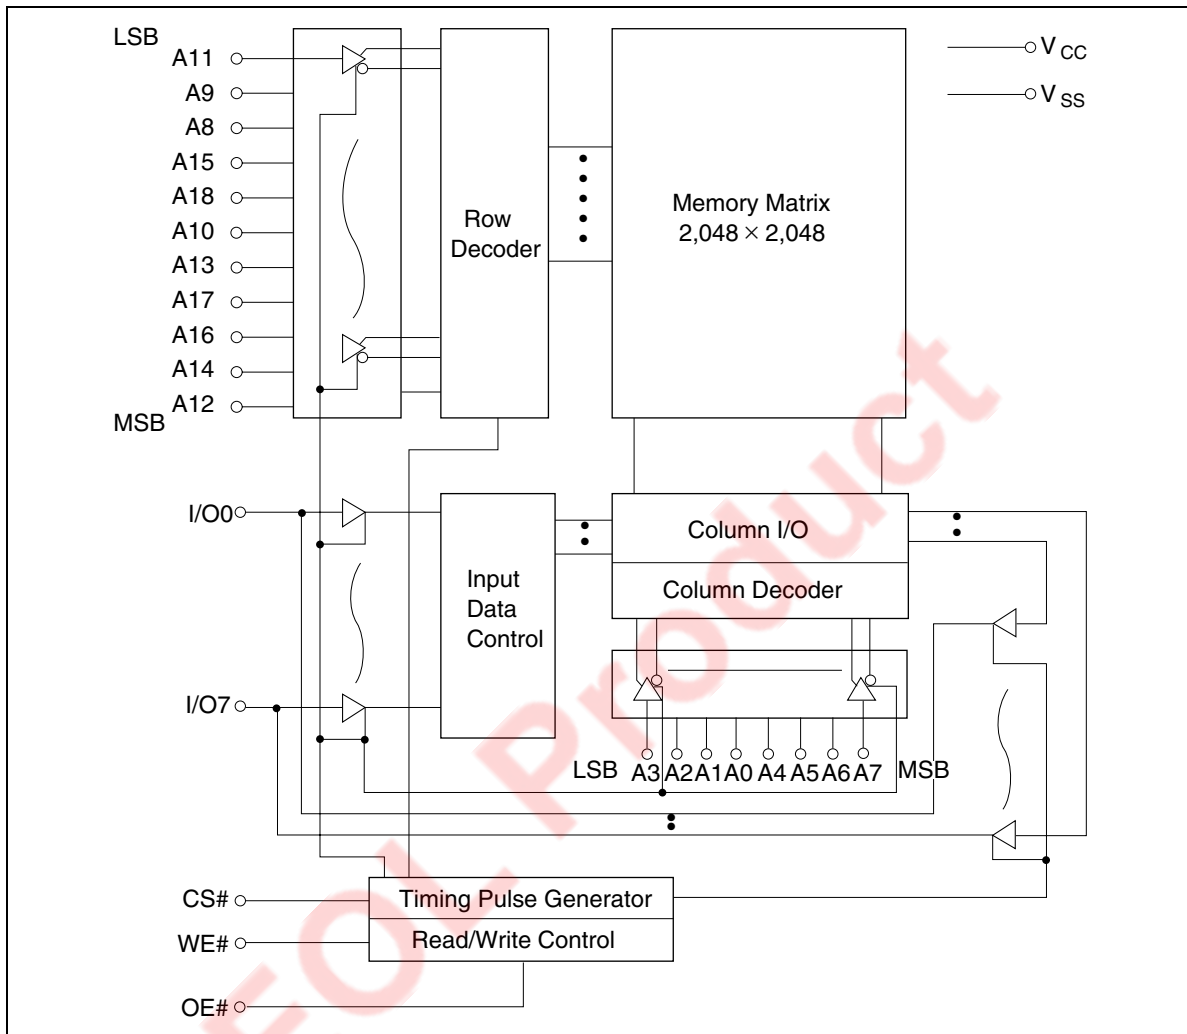 LSB
A11
A9
A8
A15
A18
A10
A13
A17
A16
A14
A12
MSB
Row
Decoder
Memory Matrix
2,048 × 2,048
VCC
VSS
I/O0
I/O7
Input
Data
Control
Column I/O
Column Decoder
LSB A3 A2 A1 A0 A4 A5 A6 A7 MSB
CS#
WE#
OE#
Timing Pulse Generator
Read/Write Control
EOL Product